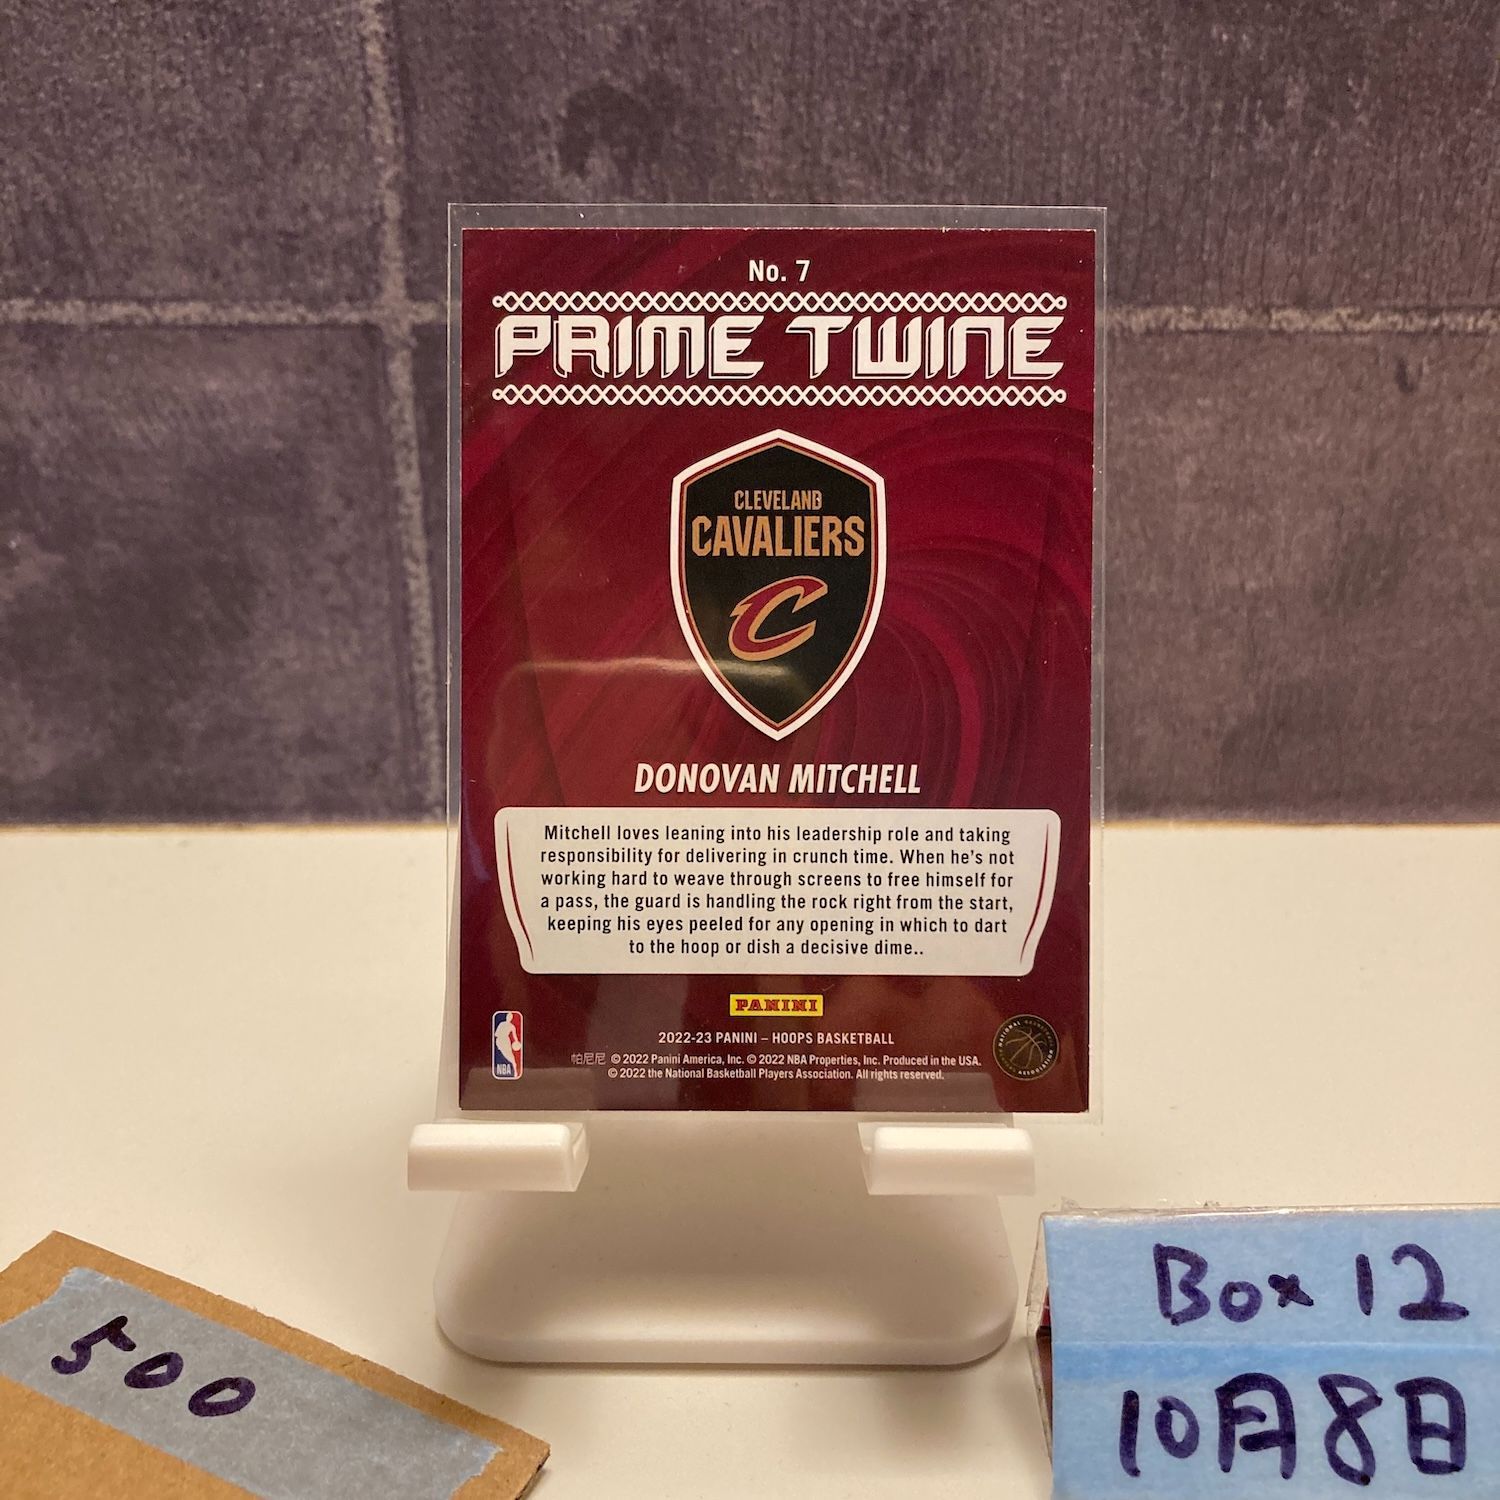 No. 7
PRIME TWINE
CLEVELAND
CAVALIERS
C
DONOVAN MITCHELL
Mitchell loves leaning into his leadership role and taking
responsibility for delivering in crunch time. When he's not
working hard to weave through screens to free himself for
a pass, the guard is handling the rock right from the start,
keeping his eyes peeled for any opening in which to dart
to the hoop or dish a decisive dime..
PANINI
2022-23 PANINI – HOOPS BASKETBALL
帕尼尼 © 2022 Panini America, Inc. © 2022 NBA Properties, Inc. Produced in the USA.
© 2022 the National Basketball Players Association. All rights reserved.
NBA
500
Box 12
10月8日